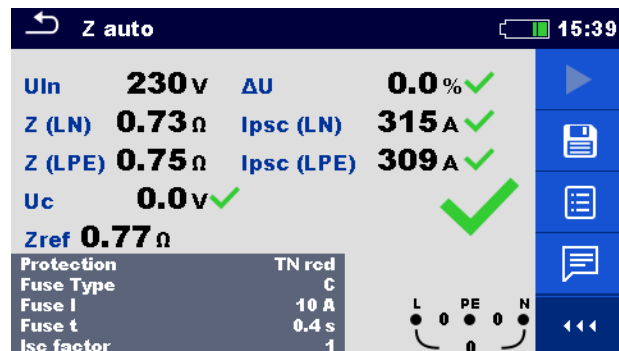 Z auto 15:39
Uln 230 V ΔU 0.0 %
Z (LN) 0.73 Ω Ipsc (LN) 315 A
Z (LPE) 0.75 Ω Ipsc (LPE) 309 A
Uc 0.0 V
Zref 0.77 Ω
Protection TN rcd
Fuse Type C
Fuse I 10 A
Fuse t 0.4 s
Isc factor 1
L PE N
0 0
0